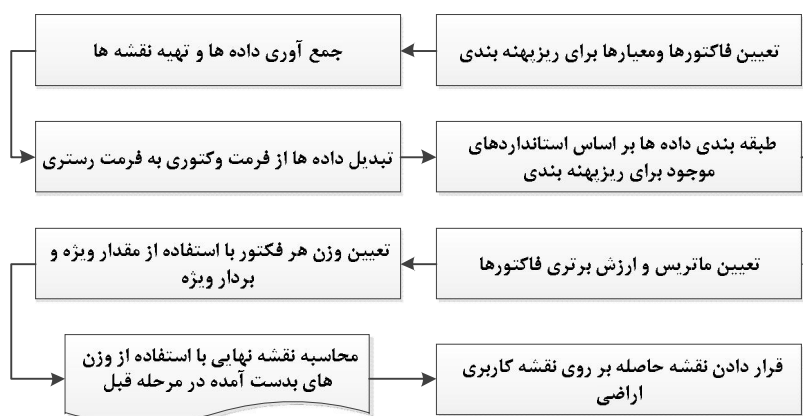 تعیین فاکتورها ومعیارها برای ریزپهنه بندی
جمع آوری داده ها و تهیه نقشه ها
تبدیل داده ها از فرمت وکتوری به فرمت رستری
طبقه بندی داده ها بر اساس استانداردهای
موجود برای ریزپهنه بندی
تعیین ماتریس و ارزش برتری فاکتورها
تعیین وزن هر فکتور با استفاده از مقدار ویژه و
بردار ویژه
محاسبه نقشه نهایی با استفاده از وزن
های بدست آمده در مرحله قبل
قرار دادن نقشه حاصله بر روی نقشه کاربری
اراضی